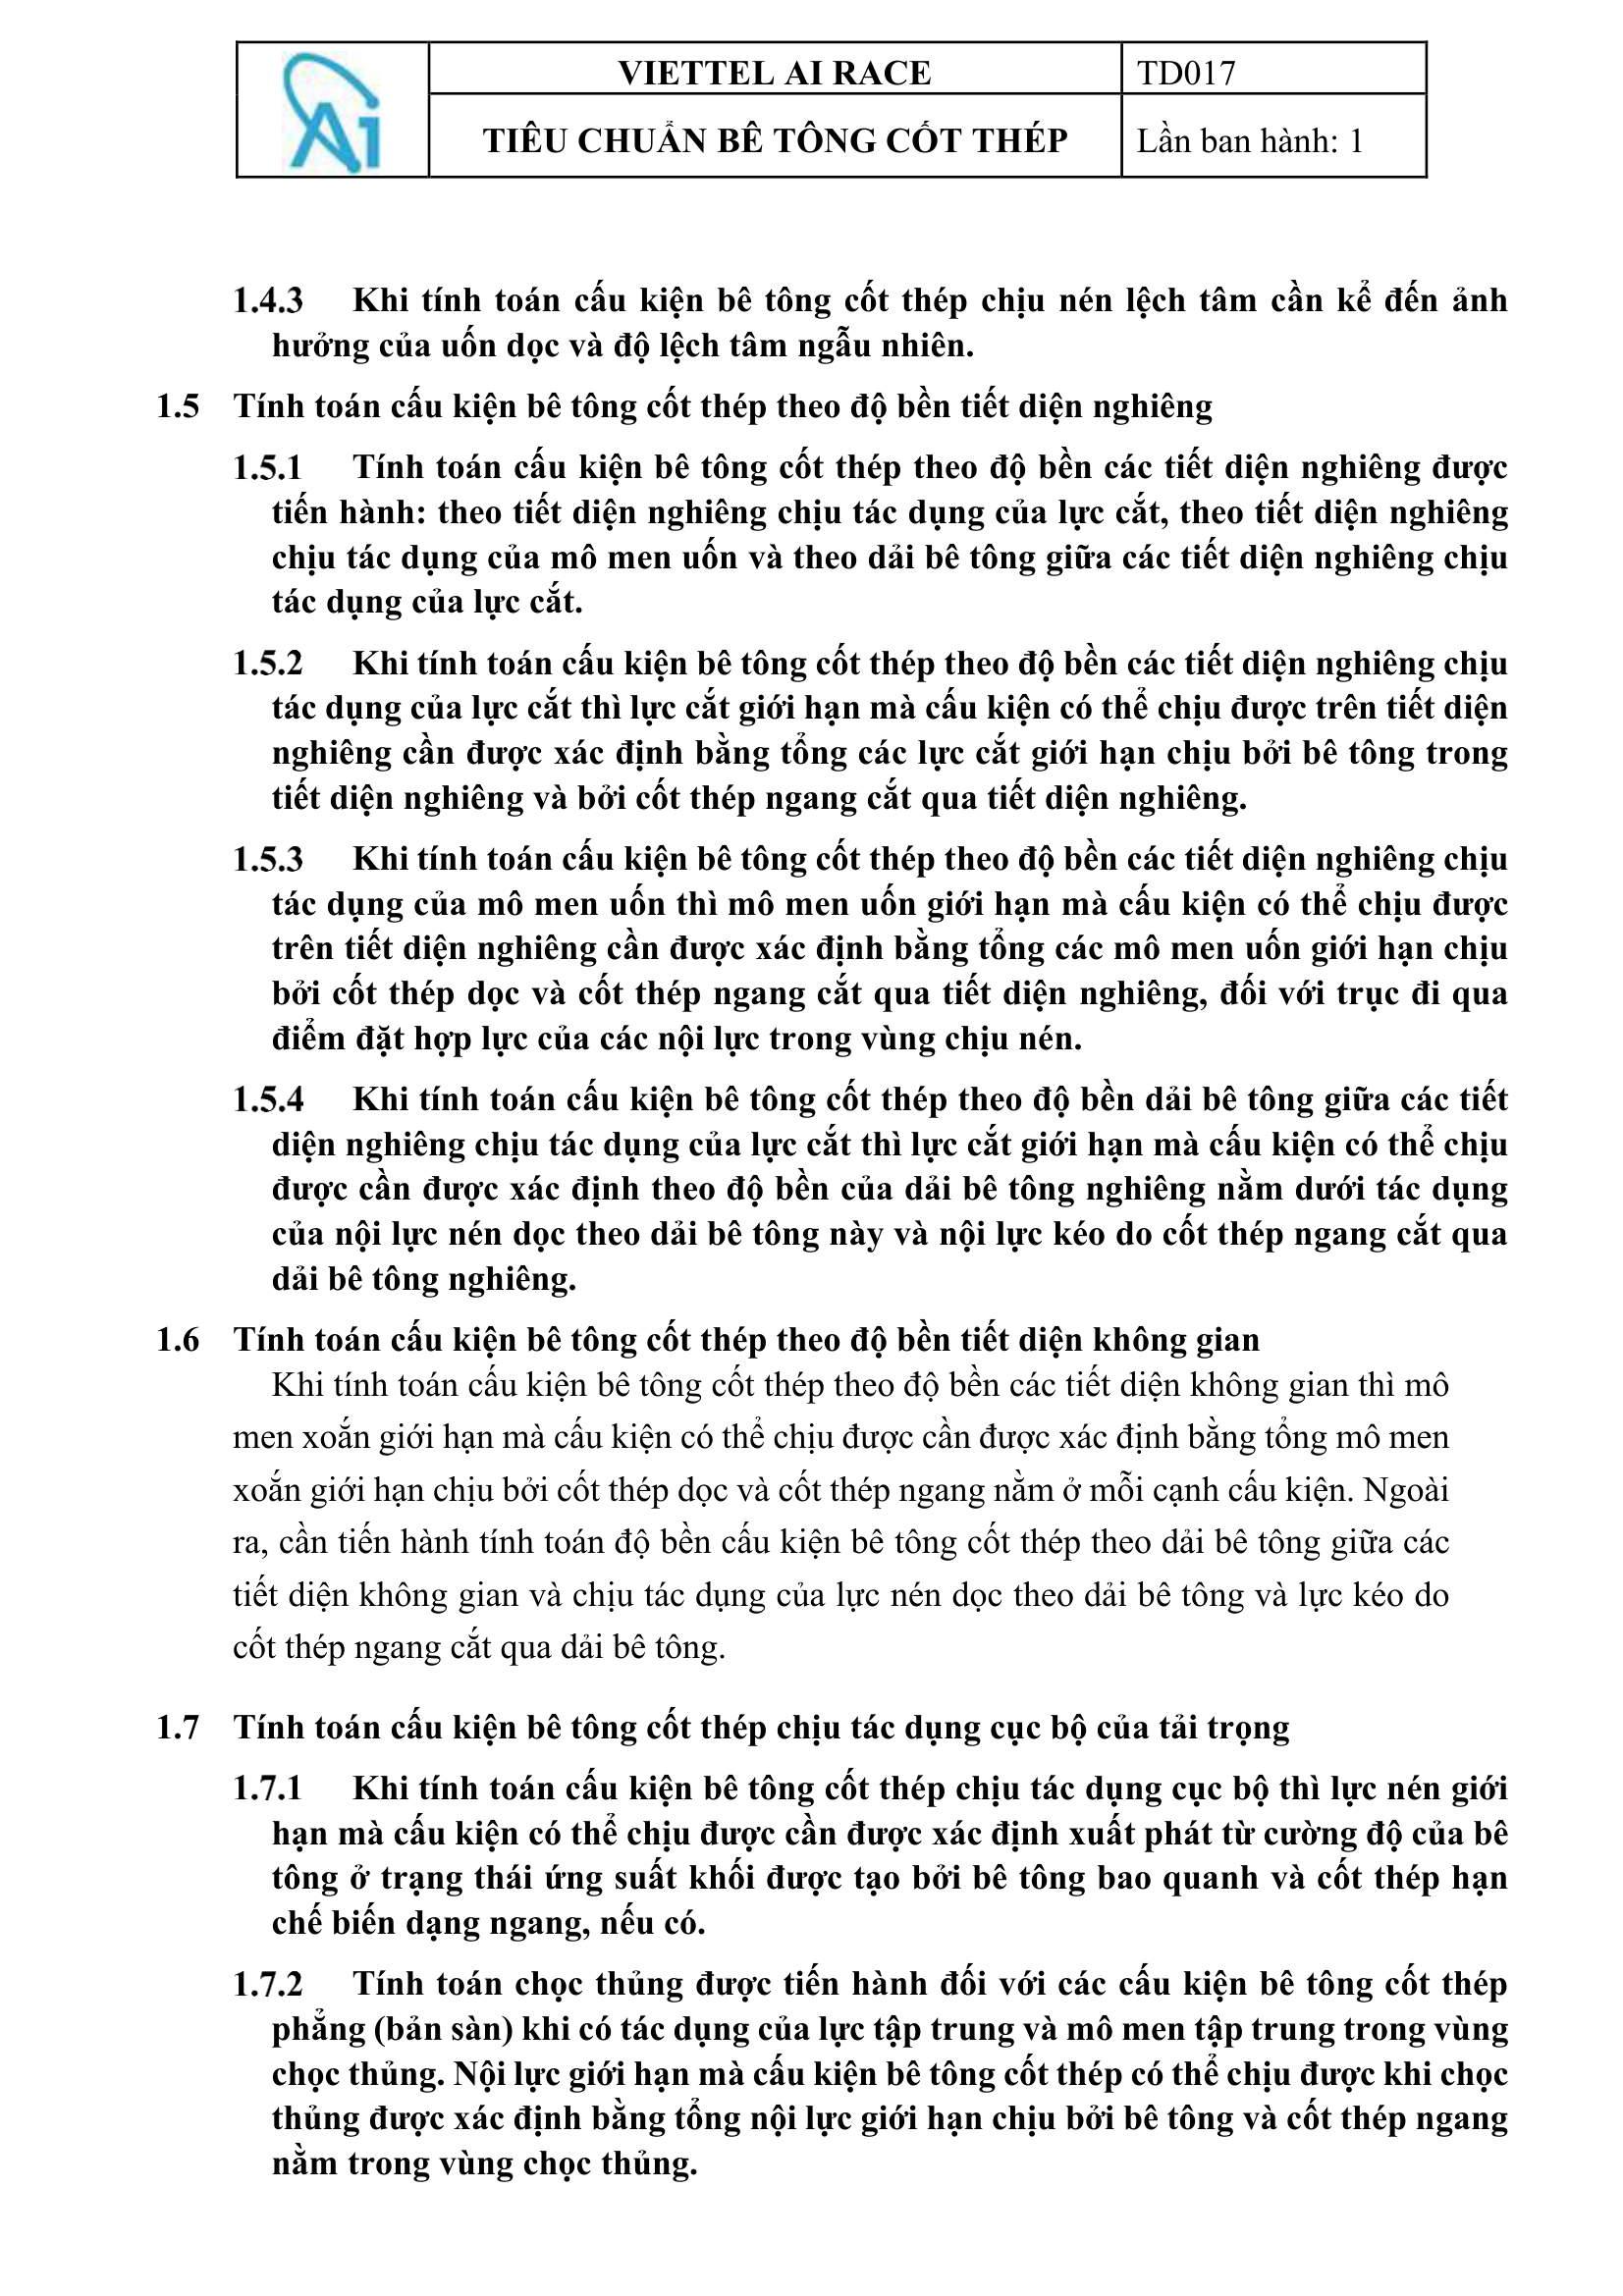 Ai
VIETTEL AI RACE
TD017
TIÊU CHUẨN BÊ TÔNG CỐT THÉP
Lần ban hành: 1
1.4.3 Khi tính toán cấu kiện bê tông cốt thép chịu nén lệch tâm cần kể đến ảnh
hưởng của uốn dọc và độ lệch tâm ngẫu nhiên.
1.5 Tính toán cấu kiện bê tông cốt thép theo độ bền tiết diện nghiêng
1.5.1 Tính toán cấu kiện bê tông cốt thép theo độ bền các tiết diện nghiêng được
tiến hành: theo tiết diện nghiêng chịu tác dụng của lực cắt, theo tiết diện nghiêng
chịu tác dụng của mô men uốn và theo dải bê tông giữa các tiết diện nghiêng chịu
tác dụng của lực cắt.
1.5.2 Khi tính toán cấu kiện bê tông cốt thép theo độ bền các tiết diện nghiêng chịu
tác dụng của lực cắt thì lực cắt giới hạn mà cấu kiện có thể chịu được trên tiết diện
nghiêng cần được xác định bằng tổng các lực cắt giới hạn chịu bởi bê tông trong
tiết diện nghiêng và bởi cốt thép ngang cắt qua tiết diện nghiêng.
1.5.3 Khi tính toán cấu kiện bê tông cốt thép theo độ bền các tiết diện nghiêng chịu
tác dụng của mô men uốn thì mô men uốn giới hạn mà cấu kiện có thể chịu được
trên tiết diện nghiêng cần được xác định bằng tổng các mô men uốn giới hạn chịu
bởi cốt thép dọc và cốt thép ngang cắt qua tiết diện nghiêng, đối với trục đi qua
điểm đặt hợp lực của các nội lực trong vùng chịu nén.
1.5.4 Khi tính toán cấu kiện bê tông cốt thép theo độ bền dải bê tông giữa các tiết
diện nghiêng chịu tác dụng của lực cắt thì lực cắt giới hạn mà cấu kiện có thể chịu
được cần được xác định theo độ bền của dải bê tông nghiêng nằm dưới tác dụng
của nội lực nén dọc theo dải bê tông này và nội lực kéo do cốt thép ngang cắt qua
dải bê tông nghiêng.
1.6 Tính toán cấu kiện bê tông cốt thép theo độ bền tiết diện không gian
Khi tính toán cấu kiện bê tông cốt thép theo độ bền các tiết diện không gian thì mô
men xoắn giới hạn mà cấu kiện có thể chịu được cần được xác định bằng tổng mô men
xoắn giới hạn chịu bởi cốt thép dọc và cốt thép ngang nằm ở mỗi cạnh cấu kiện. Ngoài
ra, cần tiến hành tính toán độ bền cấu kiện bê tông cốt thép theo dải bê tông giữa các
tiết diện không gian và chịu tác dụng của lực nén dọc theo dải bê tông và lực kéo do
cốt thép ngang cắt qua dải bê tông.
1.7 Tính toán cấu kiện bê tông cốt thép chịu tác dụng cục bộ của tải trọng
1.7.1 Khi tính toán cấu kiện bê tông cốt thép chịu tác dụng cục bộ thì lực nén giới
hạn mà cấu kiện có thể chịu được cần được xác định xuất phát từ cường độ của bê
tông ở trạng thái ứng suất khối được tạo bởi bê tông bao quanh và cốt thép hạn
chế biến dạng ngang, nếu có.
1.7.2 Tính toán chọc thủng được tiến hành đối với các cấu kiện bê tông cốt thép
phẳng (bản sàn) khi có tác dụng của lực tập trung và mô men tập trung trong vùng
chọc thủng. Nội lực giới hạn mà cấu kiện bê tông cốt thép có thể chịu được khi chọc
thủng được xác định bằng tổng nội lực giới hạn chịu bởi bê tông và cốt thép ngang
nằm trong vùng chọc thủng.